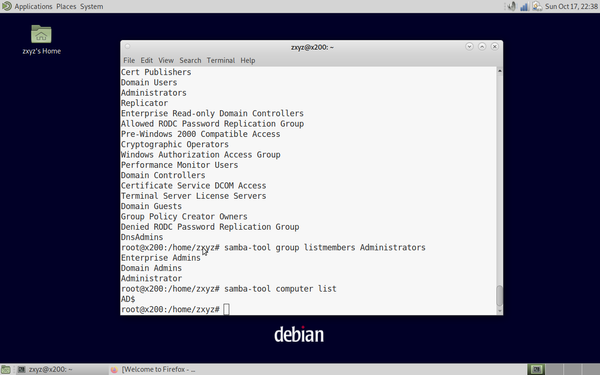 Applications Places System
Sun Oct 17, 22:38
zxyz's Home
zxyz@x200: ~
File Edit View Search Terminal Help
Cert Publishers
Domain Users
Administrators
Replicator
Enterprise Read-only Domain Controllers
Allowed RODC Password Replication Group
Pre-Windows 2000 Compatible Access
Cryptographic Operators
Windows Authorization Access Group
Performance Monitor Users
Domain Controllers
Certificate Service DCOM Access
Terminal Server License Servers
Domain Guests
Group Policy Creator Owners
Denied RODC Password Replication Group
DnsAdmins
root@x200:/home/zxyz# samba-tool group listmembers Administrators
Enterprise Admins
Domain Admins
Administrator
root@x200:/home/zxyz# samba-tool computer list
AD$
root@x200:/home/zxyz#
debian
zxyz@x200: ~
[Welcome to Firefox - ...